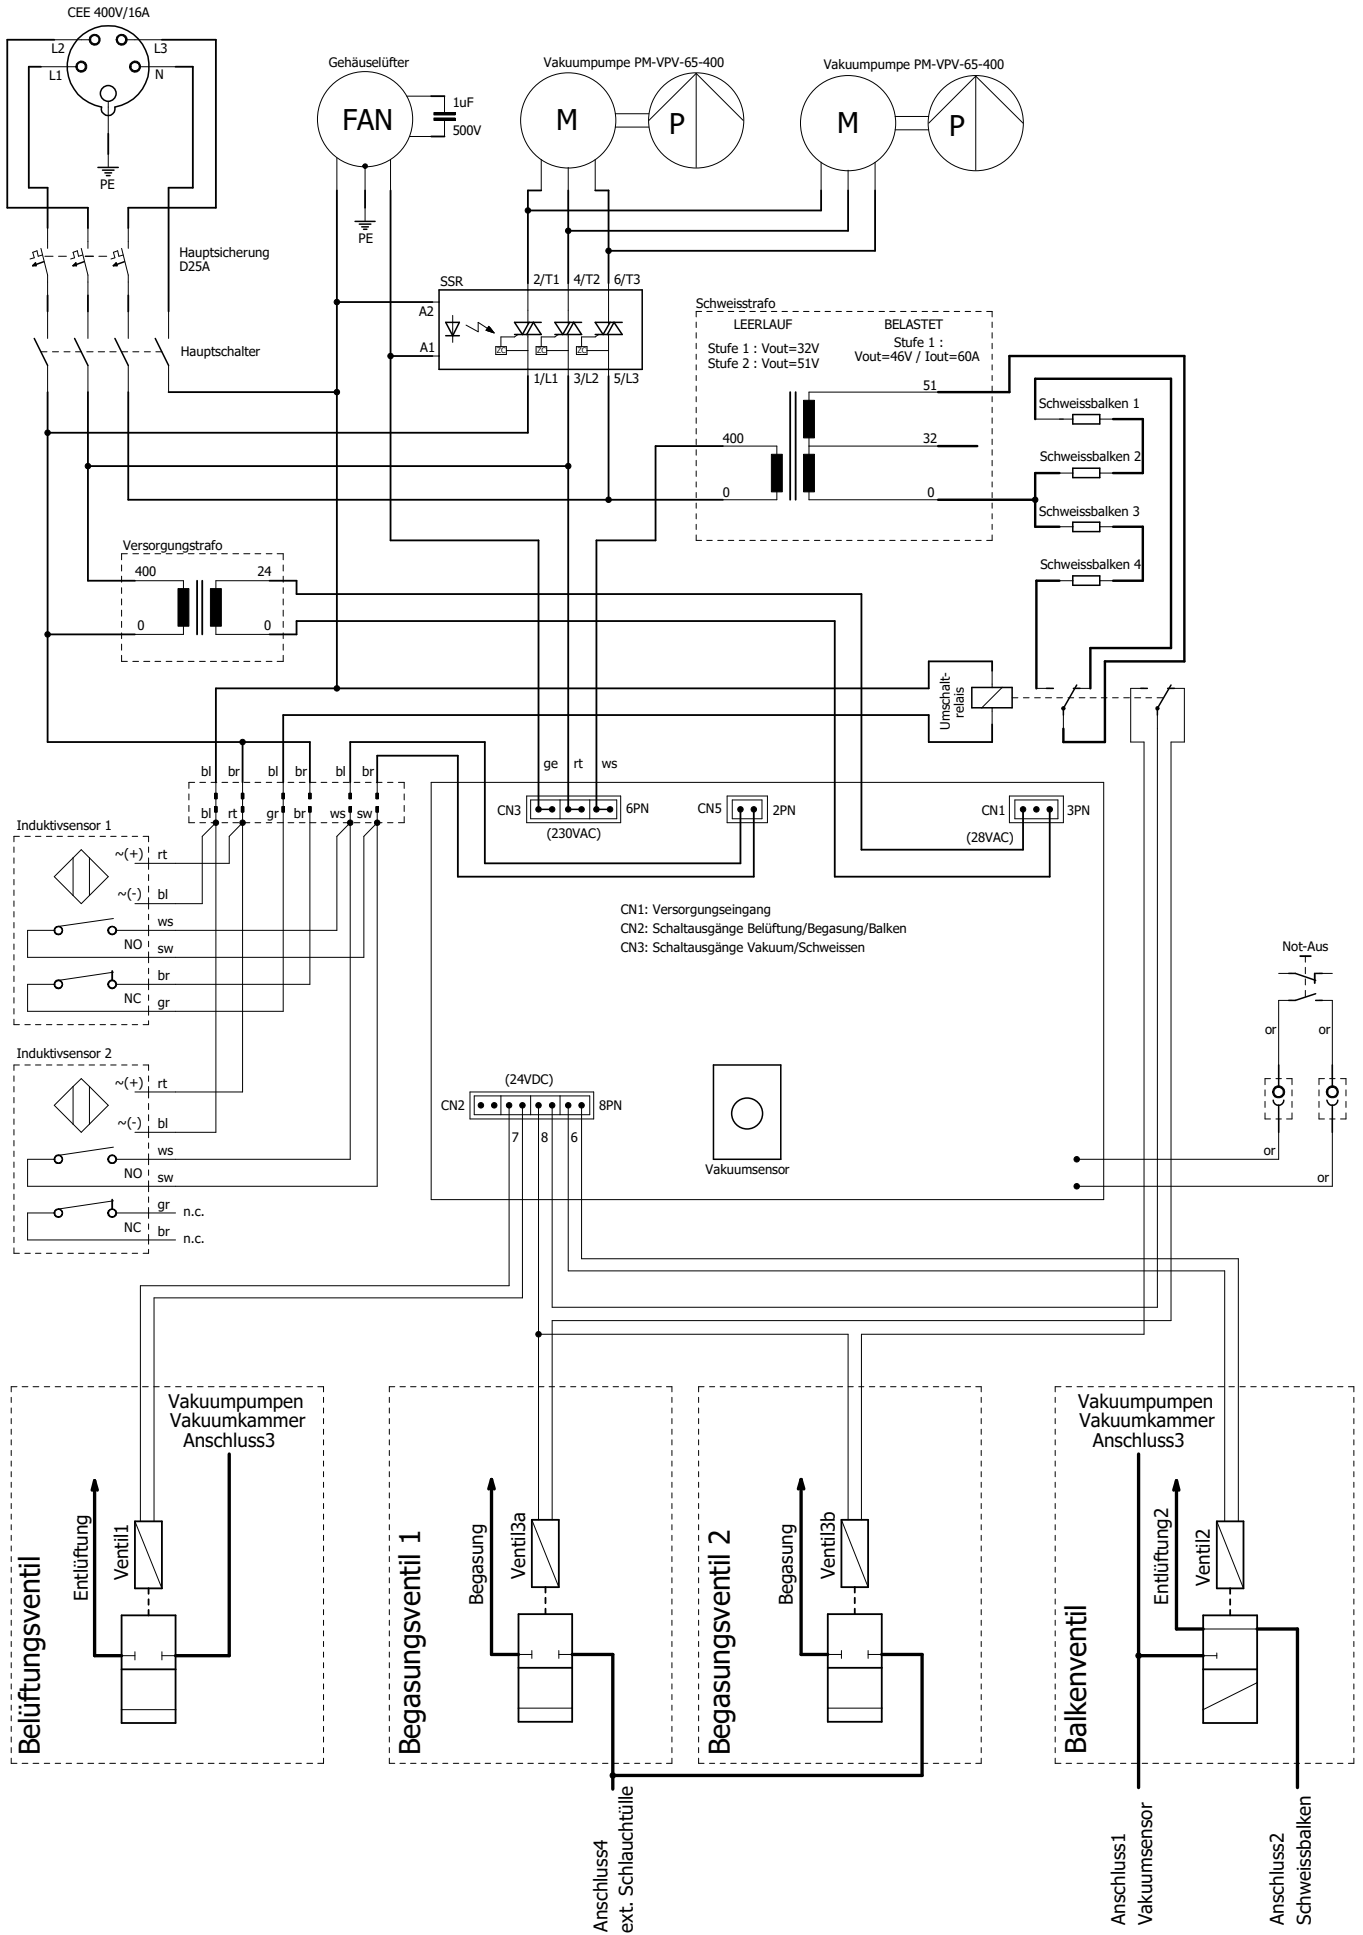 CEE 400V/16A
L2
L3
L1
N
PE
Gehäuselüfter
FAN
1uF
500V
PE
Vakuumpumpe PM-VPV-65-400
M
P
Vakuumpumpe PM-VPV-65-400
M
P
Hauptsicherung
D25A
Hauptschalter
SSR
2/T1
4/T2
6/T3
A2
A1
ZC
ZC
ZC
1/L1
3/L2
5/L3
Schweisstrafo
LEERLAUF
Stufe 1 : Vout=32V
Stufe 2 : Vout=51V
BELASTET
Stufe 1 :
Vout=46V / Iout=60A
51
400
32
0
0
Schweissbalken 1
Schweissbalken 2
Schweissbalken 3
Schweissbalken 4
Versorgungstrafo
400
24
0
0
Umschalt-
relais
bl
br
bl
br
bl
br
bl
rt
gr
br
ws
sw
ge
rt
ws
CN3
6PN
(230VAC)
CN5
2PN
CN1
3PN
(28VAC)
Induktivsensor 1
~(+)
rt
~(-)
bl
ws
NO
sw
br
NC
gr
CN1: Versorgungseingang
CN2: Schaltausgänge Belüftung/Begasung/Balken
CN3: Schaltausgänge Vakuum/Schweissen
Not-Aus
or
or
or
or
Induktivsensor 2
~(+)
rt
~(-)
bl
ws
NO
sw
gr
n.c.
NC
br
n.c.
(24VDC)
CN2
8PN
7
8
6
Vakuumsensor
Vakuumpumpen
Vakuumkammer
Anschluss3
Entlüftung
Ventil1
Belüftungsventil
Begasung
Ventil3a
Begasungsventil 1
Begasung
Ventil3b
Begasungsventil 2
Anschluss4
ext. Schlauchtülle
Vakuumpumpen
Vakuumkammer
Anschluss3
Entlüftung2
Ventil2
Balkenventil
Anschluss1
Vakuumsensor
Anschluss2
Schweissbalken